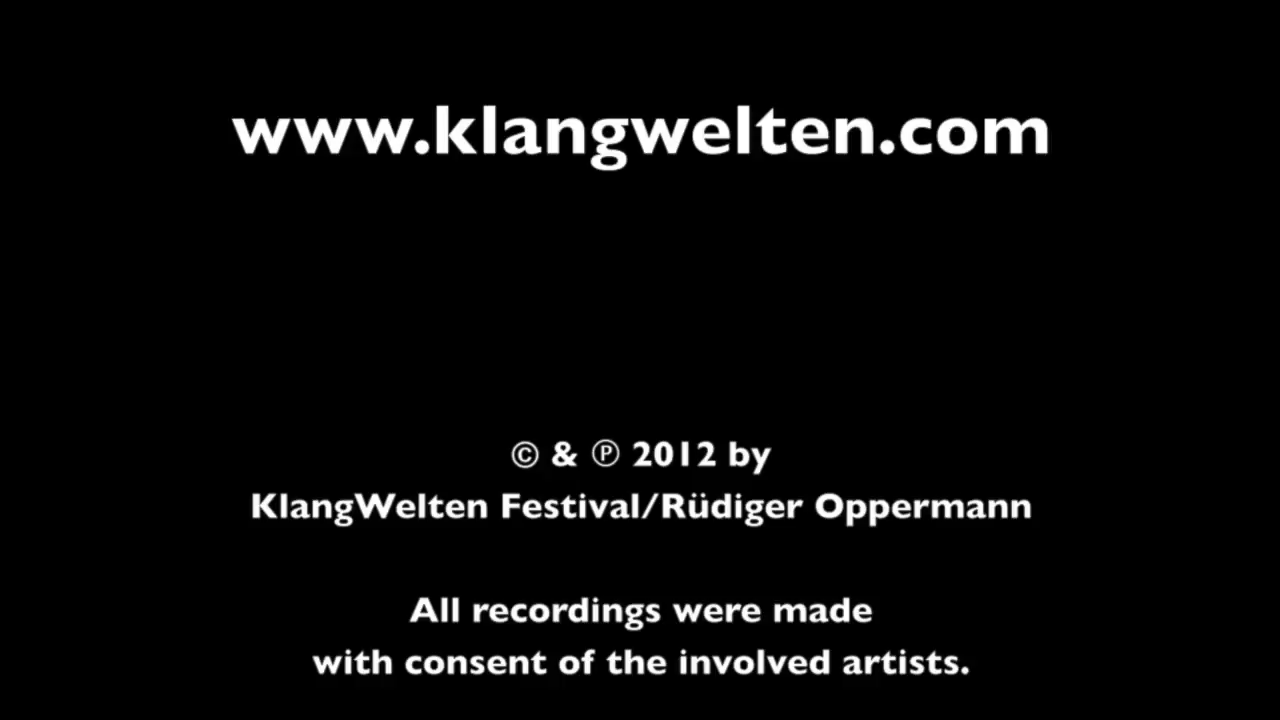 www.klangwelten.com
© & ℗ 2012 by
KlangWelten Festival/Rüdiger Oppermann
All recordings were made
with consent of the involved artists.